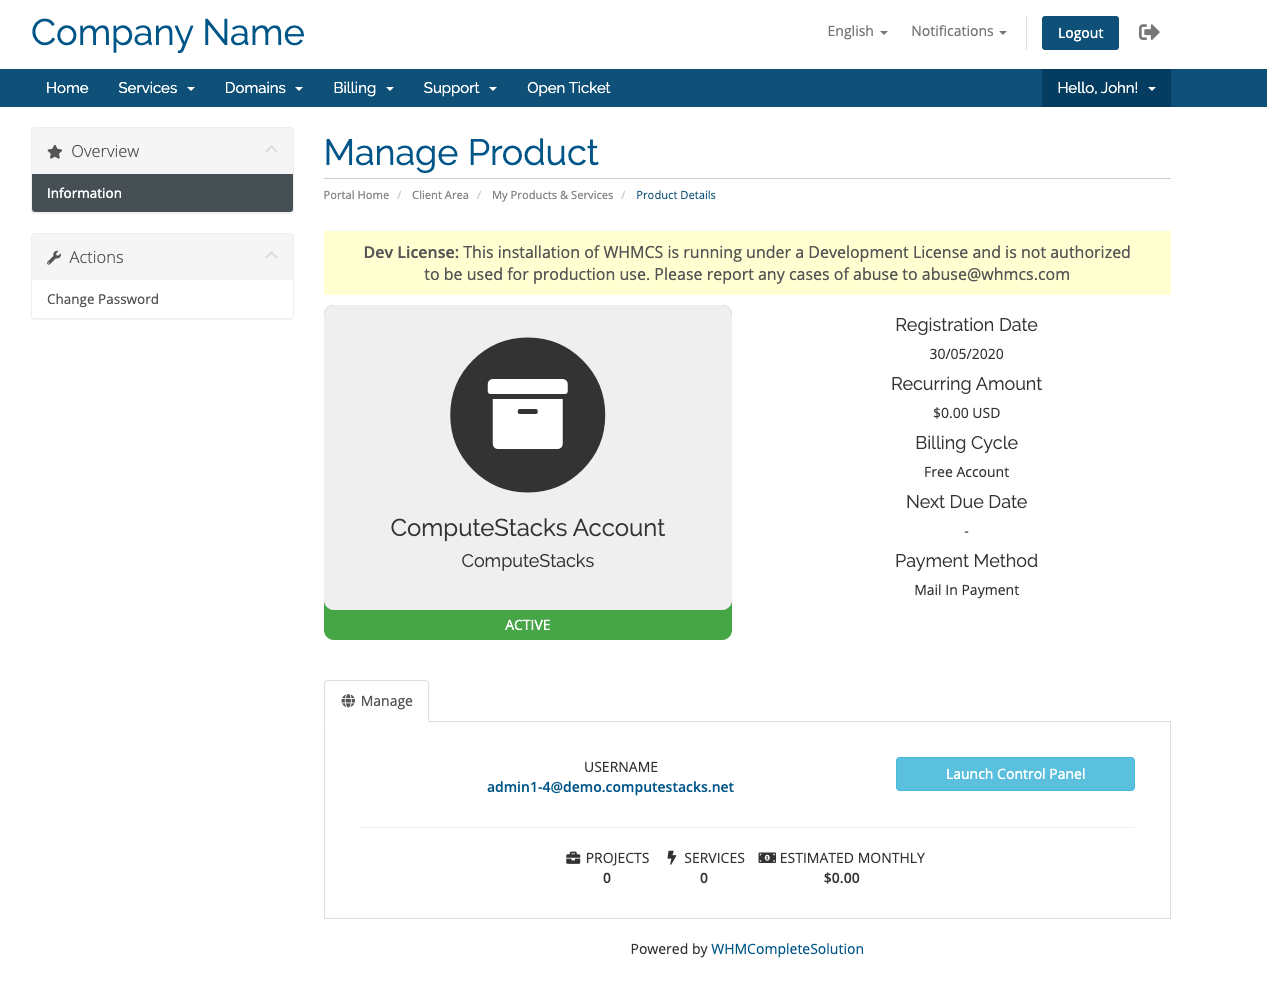 Company Name
English
Notifications
Logout
Home
Services
Domains
Billing
Support
Open Ticket
Hello, John!
Overview
Information
Actions
Change Password
Manage Product
Portal Home / Client Area / My Products & Services / Product Details
Dev License: This installation of WHMCS is running under a Development License and is not authorized
to be used for production use. Please report any cases of abuse to abuse@whmcs.com
ComputeStacks Account
ComputeStacks
ACTIVE
Registration Date
30/05/2020
Recurring Amount
$0.00 USD
Billing Cycle
Free Account
Next Due Date
-
Payment Method
Mail In Payment
Manage
USERNAME
admin1-4@demo.computestacks.net
Launch Control Panel
PROJECTS
0
SERVICES
0
ESTIMATED MONTHLY
$0.00
Powered by WHMCompleteSolution